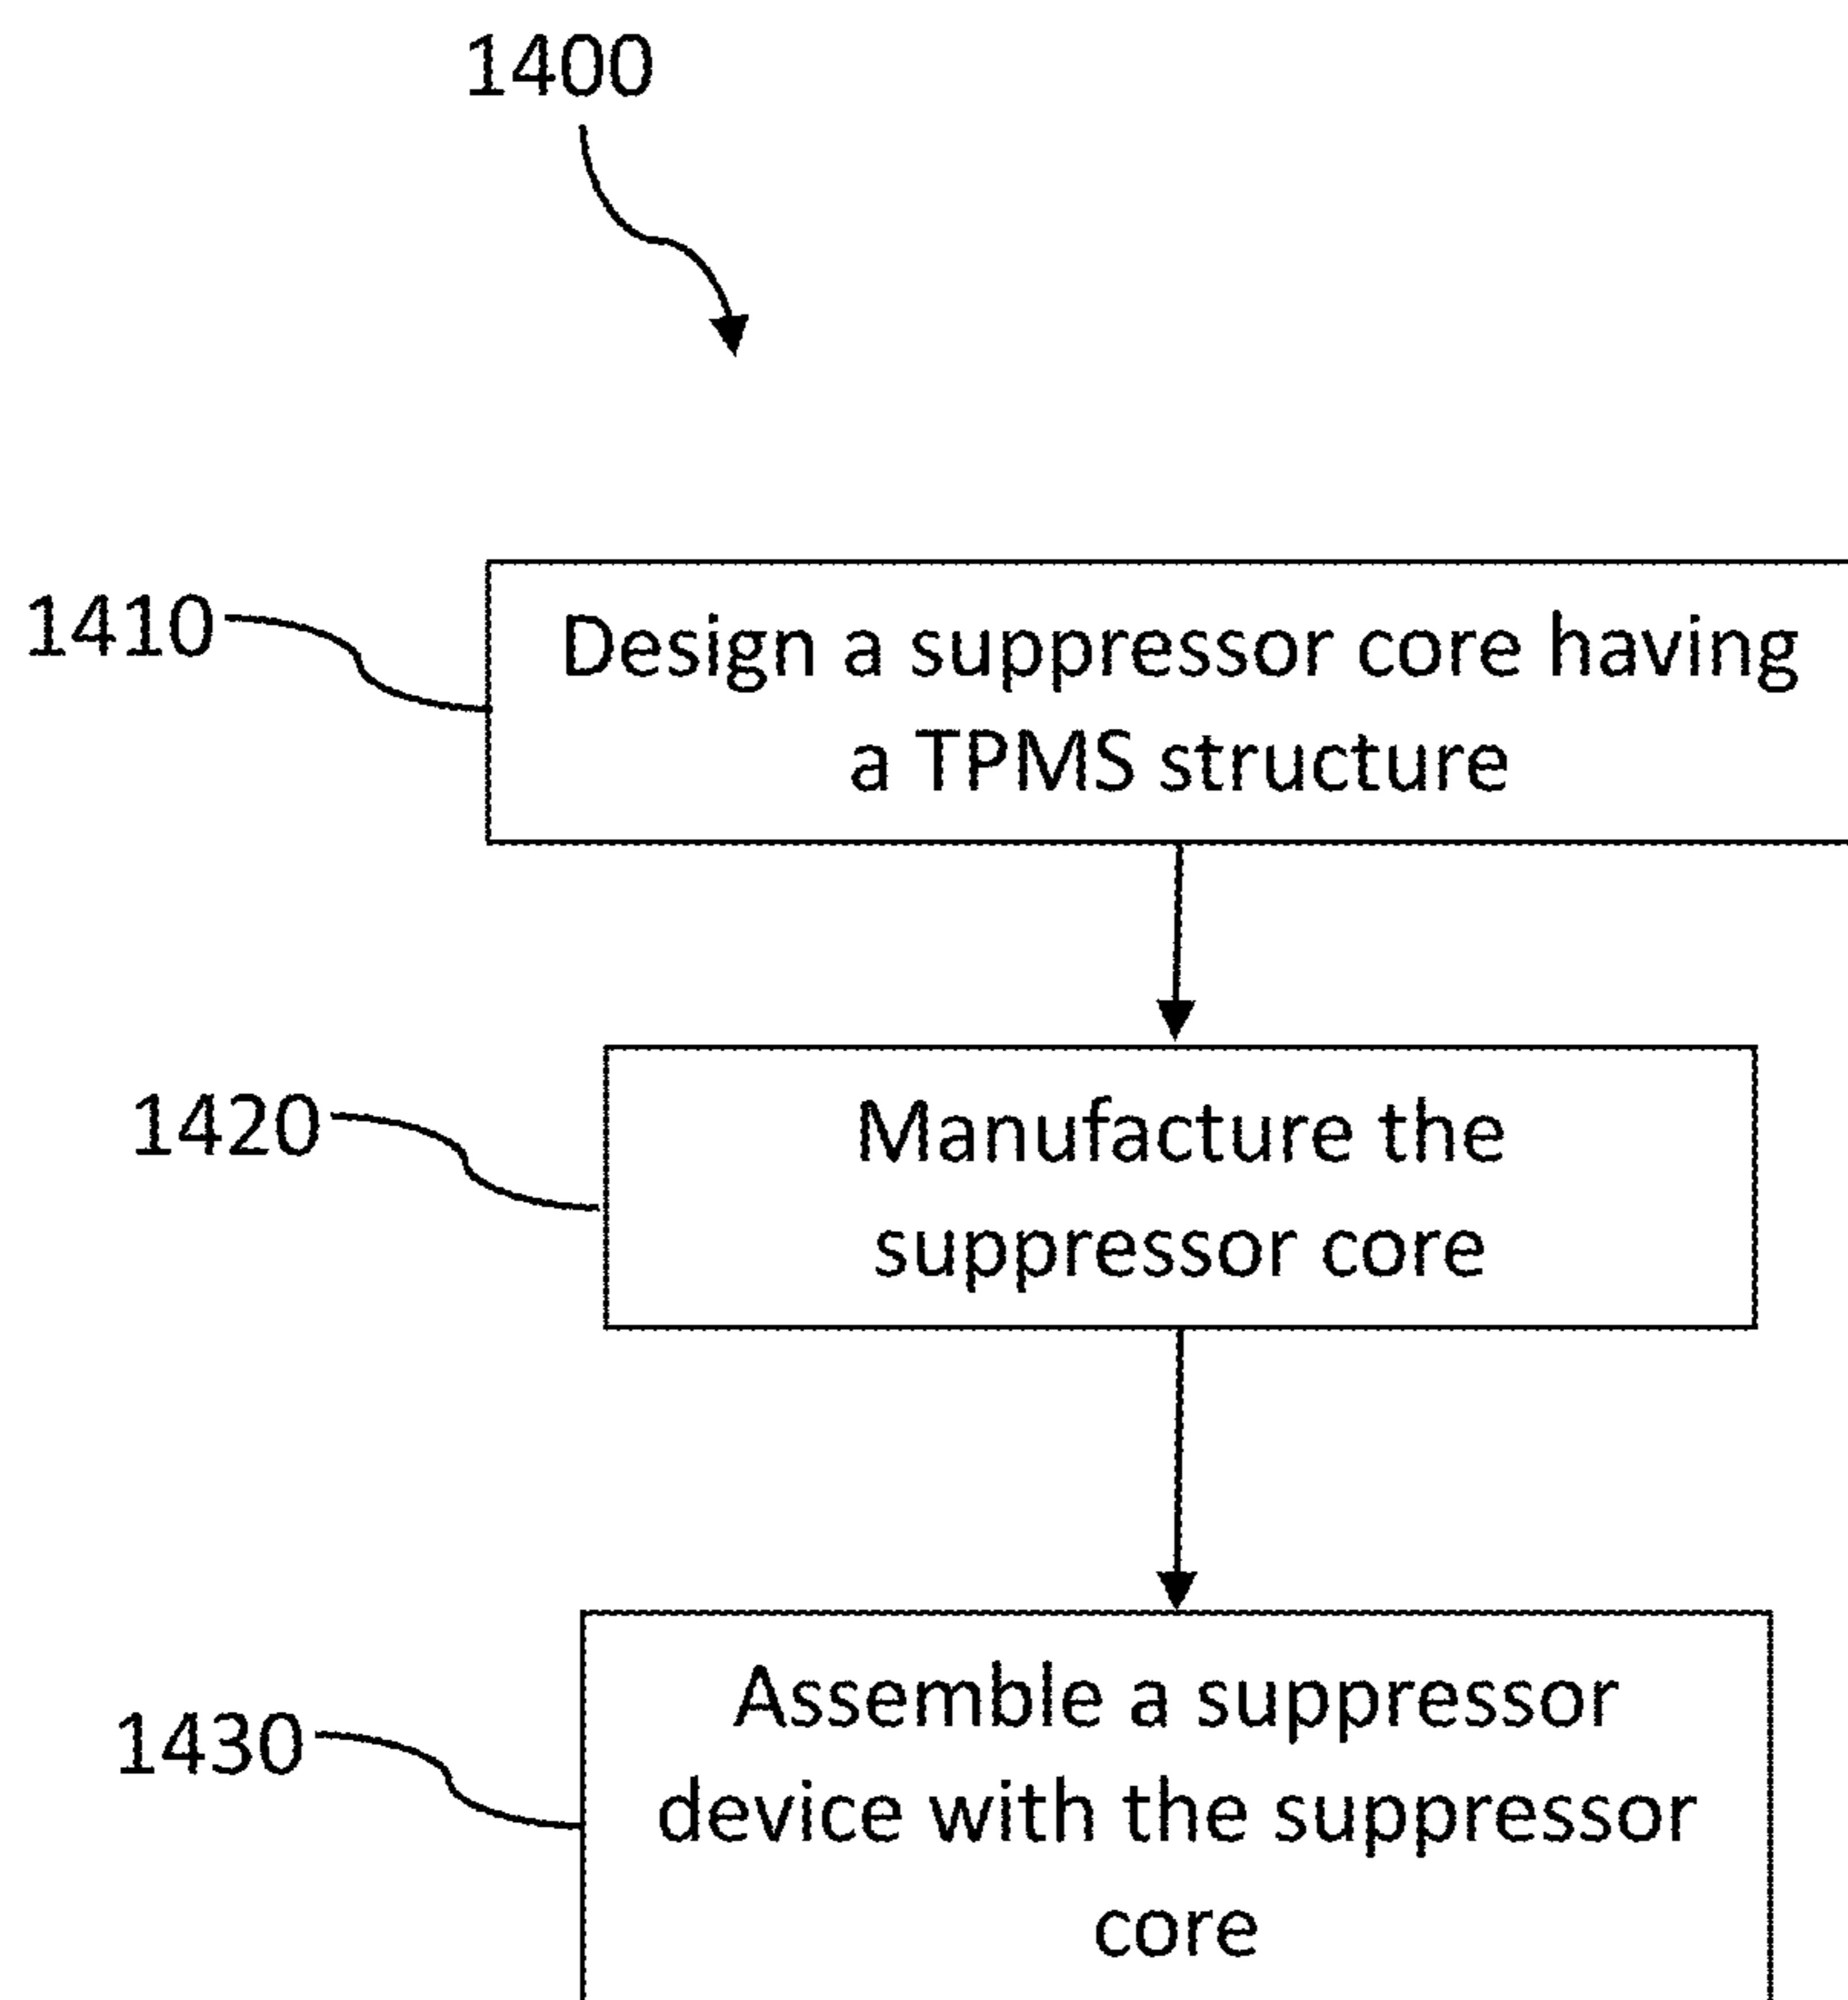 1400
1410
Design a suppressor core having
a TPMS structure
1420
Manufacture the
suppressor core
1430
Assemble a suppressor
device with the suppressor
core